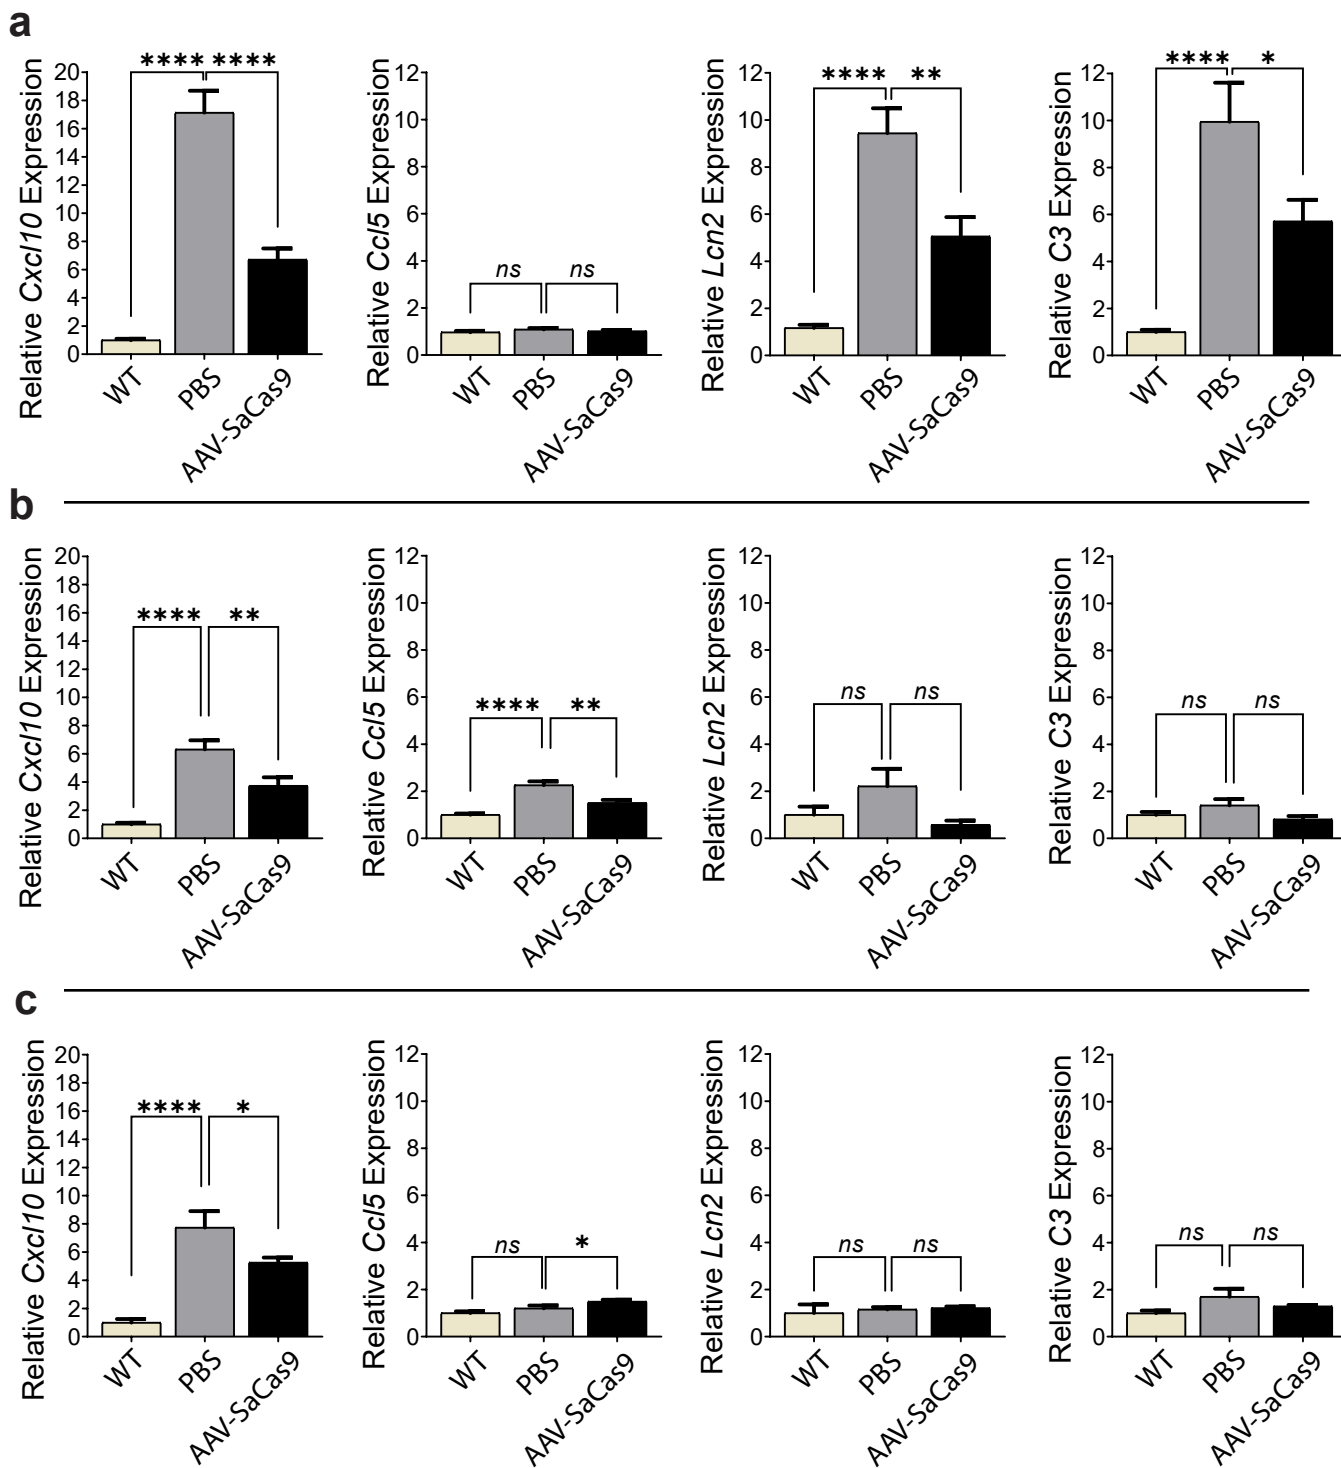 a
**** ****
Relative Cxcl10 Expression
20
18
16
14
12
10
8
6
4
2
0
WT
PBS
AAV-SaCas9
ns
ns
Relative Ccl5 Expression
12
10
8
6
4
2
0
WT
PBS
AAV-SaCas9
**** **
Relative Lcn2 Expression
12
10
8
6
4
2
0
WT
PBS
AAV-SaCas9
**** *
Relative C3 Expression
12
10
8
6
4
2
0
WT
PBS
AAV-SaCas9
b
**** **
Relative Cxcl10 Expression
20
18
16
14
12
10
8
6
4
2
0
WT
PBS
AAV-SaCas9
**** **
Relative Ccl5 Expression
12
10
8
6
4
2
0
WT
PBS
AAV-SaCas9
ns
ns
Relative Lcn2 Expression
12
10
8
6
4
2
0
WT
PBS
AAV-SaCas9
ns
ns
Relative C3 Expression
12
10
8
6
4
2
0
WT
PBS
AAV-SaCas9
c
**** *
Relative Cxcl10 Expression
20
18
16
14
12
10
8
6
4
2
0
WT
PBS
AAV-SaCas9
ns
*
Relative Ccl5 Expression
12
10
8
6
4
2
0
WT
PBS
AAV-SaCas9
ns
ns
Relative Lcn2 Expression
12
10
8
6
4
2
0
WT
PBS
AAV-SaCas9
ns
ns
Relative C3 Expression
12
10
8
6
4
2
0
WT
PBS
AAV-SaCas9